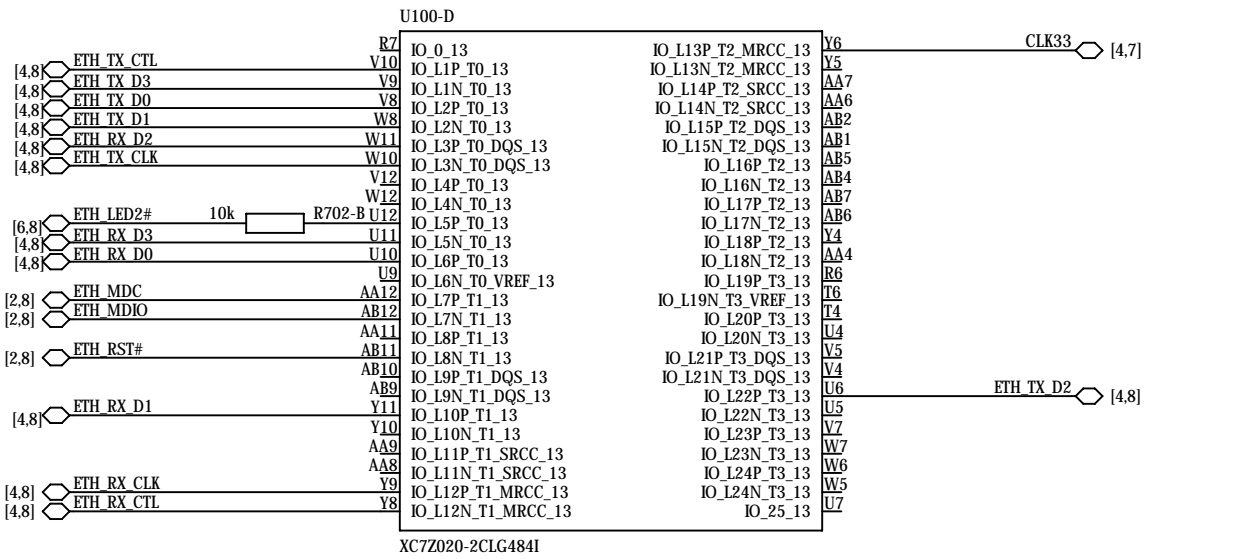 U100-D
R7 IO_0_13 IO_L13P_T2_MRCC_13 Y6 CLK33 [4,7]
[4,8] ETH_TX_CTL V10 IO_L1P_T0_13 IO_L13N_T2_MRCC_13 Y5
[4,8] ETH_TX_D3 V9 IO_L1N_T0_13 IO_L14P_T2_SRCC_13 AA7
[4,8] ETH_TX_D0 V8 IO_L2P_T0_13 IO_L14N_T2_SRCC_13 AA6
[4,8] ETH_TX_D1 W8 IO_L2N_T0_13 IO_L15P_T2_DQS_13 AB2
[4,8] ETH_RX_D2 W11 IO_L3P_T0_DQS_13 IO_L15N_T2_DQS_13 AB1
[4,8] ETH_TX_CLK W10 IO_L3N_T0_DQS_13 IO_L16P_T2_13 AB5
V12 IO_L4P_T0_13 IO_L16N_T2_13 AB4
W12 IO_L4N_T0_13 IO_L17P_T2_13 AB7
[6,8] ETH_LED2# 10k R702-B U12 IO_L5P_T0_13 IO_L17N_T2_13 AB6
[4,8] ETH_RX_D3 U11 IO_L5N_T0_13 IO_L18P_T2_13 Y4
[4,8] ETH_RX_D0 U10 IO_L6P_T0_13 IO_L18N_T2_13 AA4
U9 IO_L6N_T0_VREF_13 IO_L19P_T3_13 R6
[2,8] ETH_MDC AA12 IO_L7P_T1_13 IO_L19N_T3_VREF_13 T6
[2,8] ETH_MDIO AB12 IO_L7N_T1_13 IO_L20P_T3_13 T4
AA11 IO_L8P_T1_13 IO_L20N_T3_13 U4
[2,8] ETH_RST# AB11 IO_L8N_T1_13 IO_L21P_T3_DQS_13 V5
AB10 IO_L9P_T1_DQS_13 IO_L21N_T3_DQS_13 V4
AB9 IO_L9N_T1_DQS_13 IO_L22P_T3_13 U6 ETH_TX_D2 [4,8]
[4,8] ETH_RX_D1 Y11 IO_L10P_T1_13 IO_L22N_T3_13 U5
Y10 IO_L10N_T1_13 IO_L23P_T3_13 V7
AA9 IO_L11P_T1_SRCC_13 IO_L23N_T3_13 W7
AA8 IO_L11N_T1_SRCC_13 IO_L24P_T3_13 W6
[4,8] ETH_RX_CLK Y9 IO_L12P_T1_MRCC_13 IO_L24N_T3_13 W5
[4,8] ETH_RX_CTL Y8 IO_L12N_T1_MRCC_13 IO_25_13 U7
XC7Z020-2CLG484I